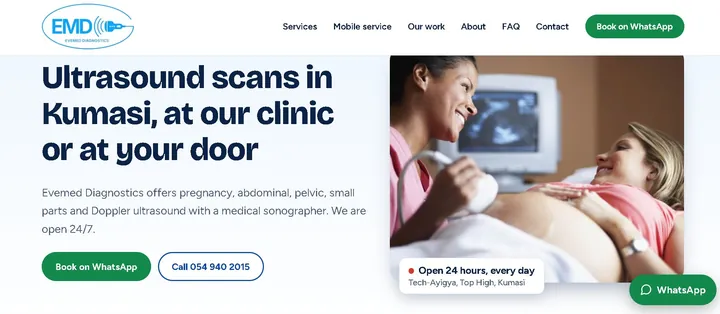 EMD
EVEMED DIAGNOSTICS
Services
Mobile service
Our work
About
FAQ
Contact
Book on WhatsApp
Ultrasound scans in
Kumasi, at our clinic
or at your door
Evemed Diagnostics offers pregnancy, abdominal, pelvic, small
parts and Doppler ultrasound with a medical sonographer. We are
open 24/7.
Book on WhatsApp
Call 054 940 2015
Open 24 hours, every day
Tech-Ayigya, Top High, Kumasi
WhatsApp